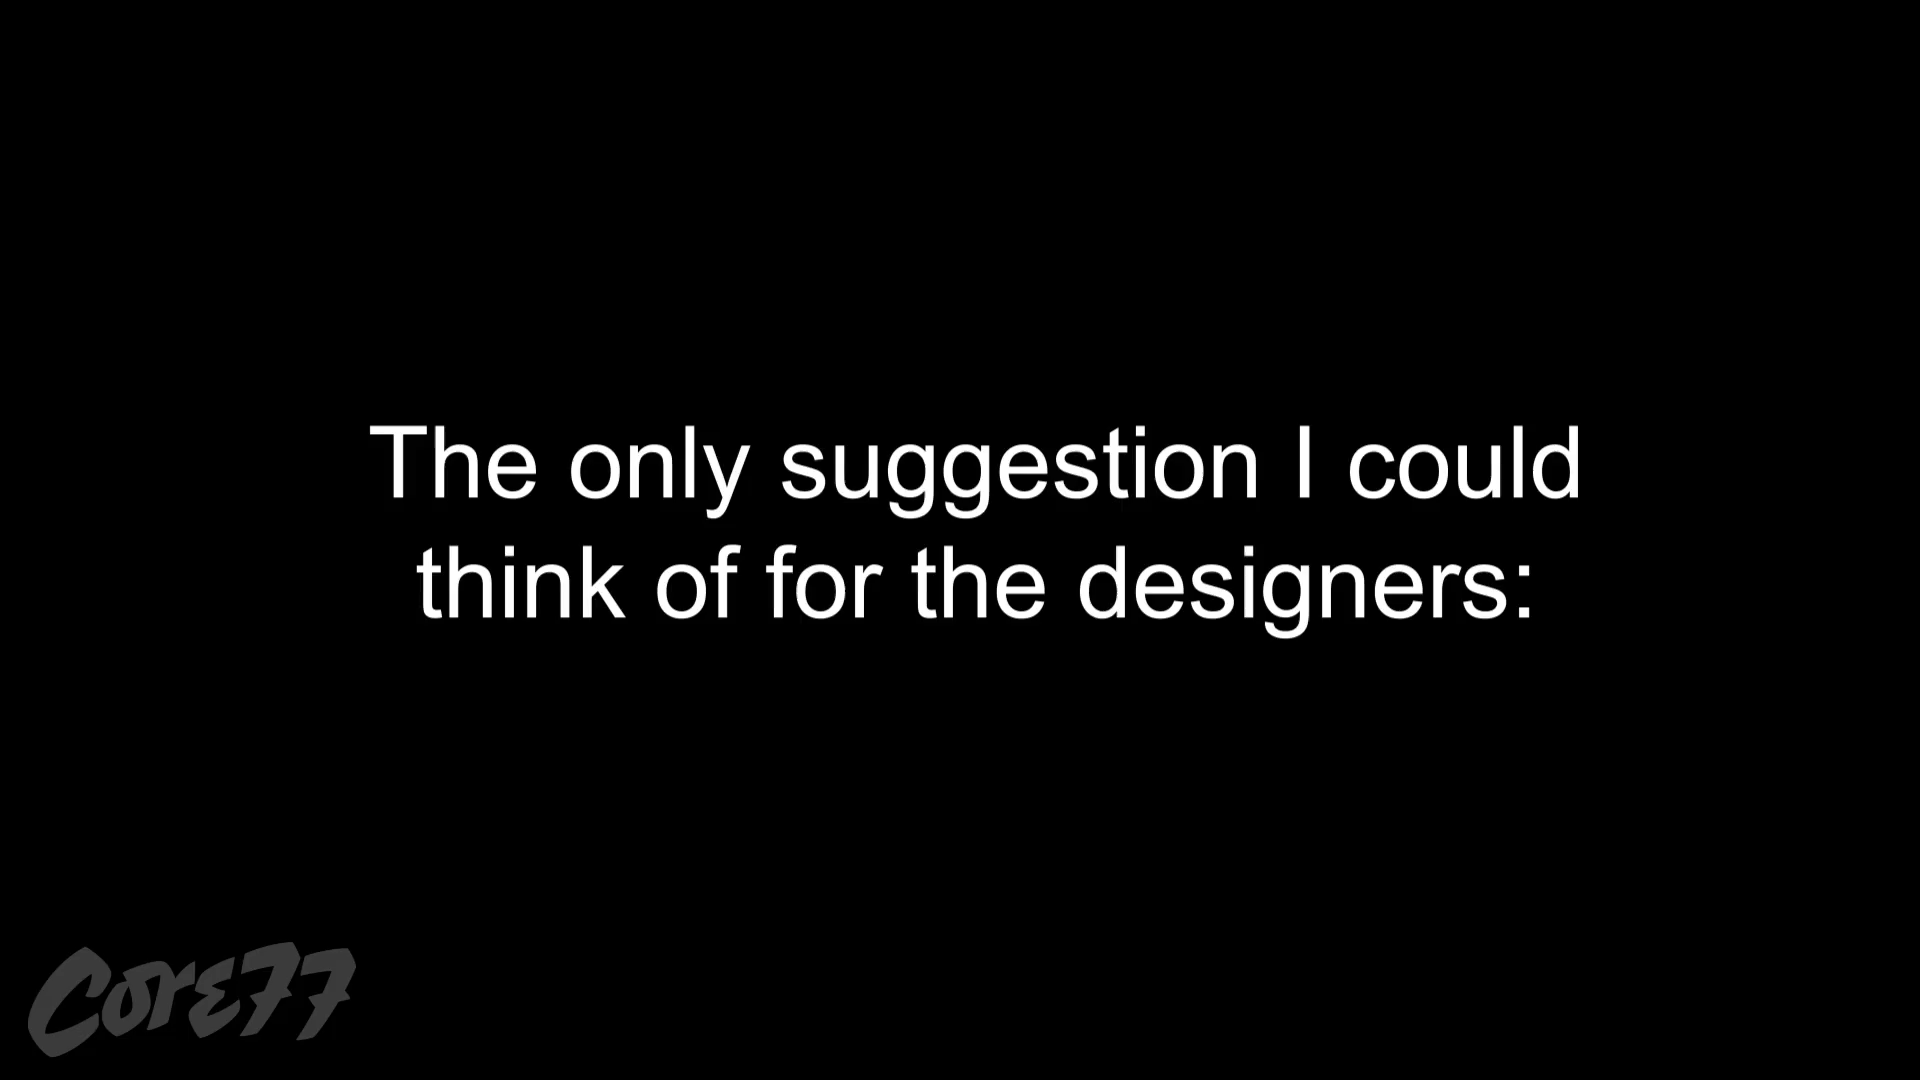 The only suggestion I could
think of for the designers:
Core77